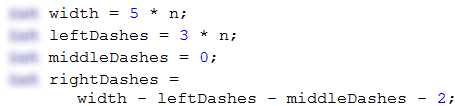 width = 5 * n;
leftDashes = 3 * n;
middleDashes = 0;
rightDashes =
width - leftDashes - middleDashes - 2;